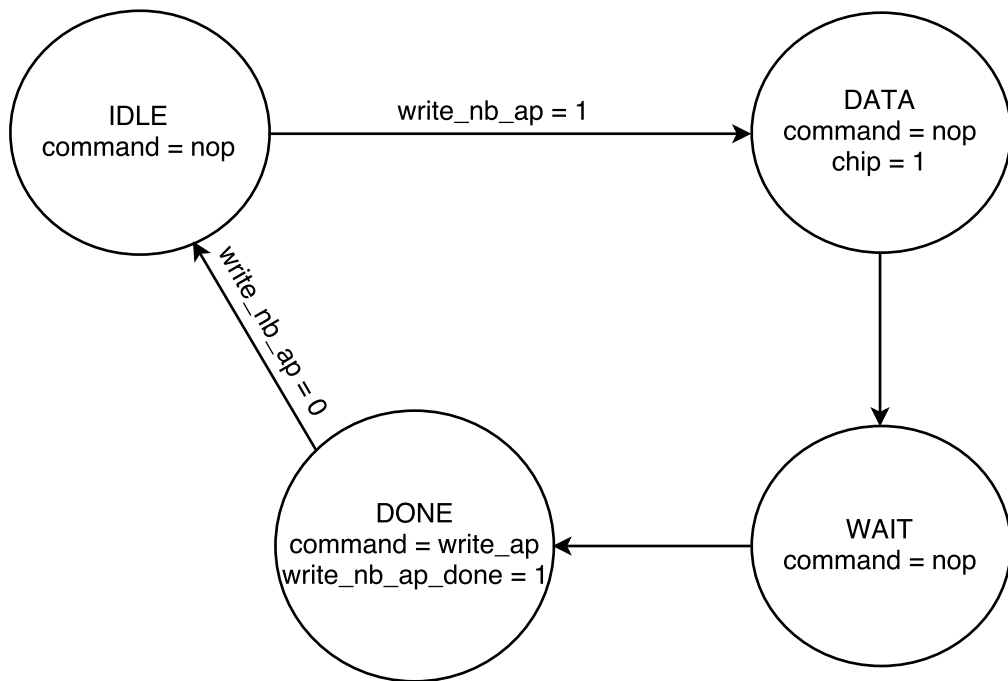 IDLE
command = nop
write_nb_ap = 1
DATA
command = nop
chip = 1
write_nb_ap = 0
DONE
command = write_ap
write_nb_ap_done = 1
WAIT
command = nop